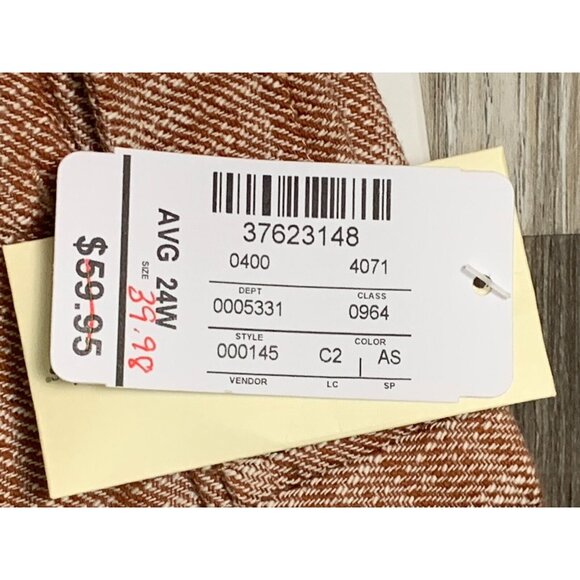 37623148
0400 4071
DEPT CLASS
0005331 0964
STYLE COLOR
000145 C2 AS
VENDOR LC SP
AVG 24W
SIZE
39.98
$59.95